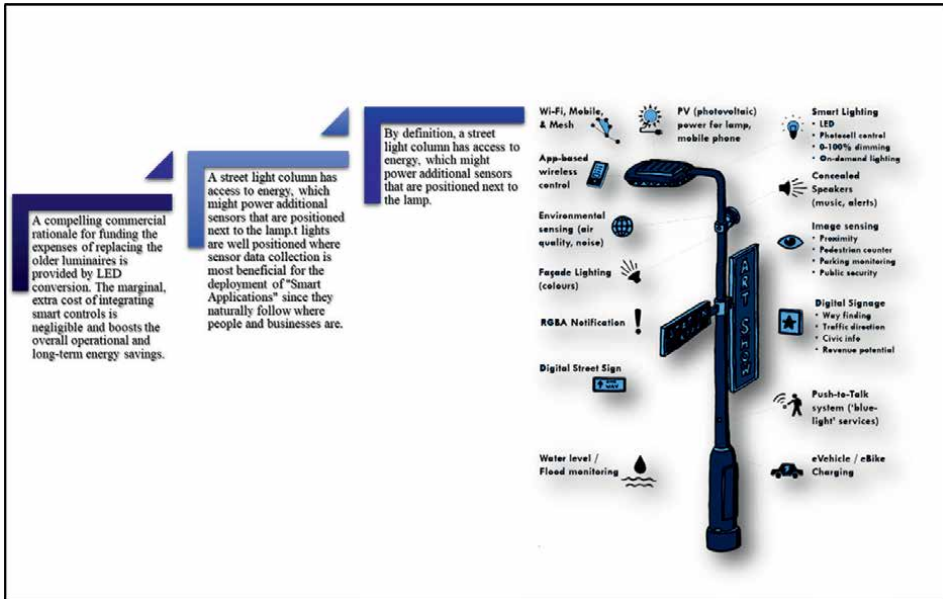 A compelling commercial
rationale for funding the
expenses of replacing the
older luminaires is
provided by LED
conversion. The marginal,
extra cost of integrating
smart controls is
negligible and boosts the
overall operational and
long-term energy savings.
A street light column has
access to energy, which
might power additional
sensors that are positioned
next to the lamp.t lights
are well positioned where
sensor data collection is
most beneficial for the
deployment of "Smart
Applications" since they
naturally follow where
people and businesses are.
By definition, a street
light column has access to
energy, which might
power additional sensors
that are positioned next to
the lamp.
Wi-Fi, Mobile,
& Mesh
App-based
wireless
control
Environmental
sensing (air
quality, noise)
Façade Lighting
(colours)
RGBA Notification
Digital Street Sign
Water level /
Flood monitoring
PV (photovoltaic)
power for lamp,
mobile phone
ART SHOW
Smart Lighting
• LED
• Photocell control
• 0-100% dimming
• On-demand lighting
Concealed
Speakers
(music, alerts)
Image sensing
• Proximity
• Pedestrian counter
• Parking monitoring
• Public security
Digital Signage
• Way finding
• Traffic direction
• Civic info
• Revenue potential
Push-to-Talk
system ('blue-
light' services)
eVehicle / eBike
Charging